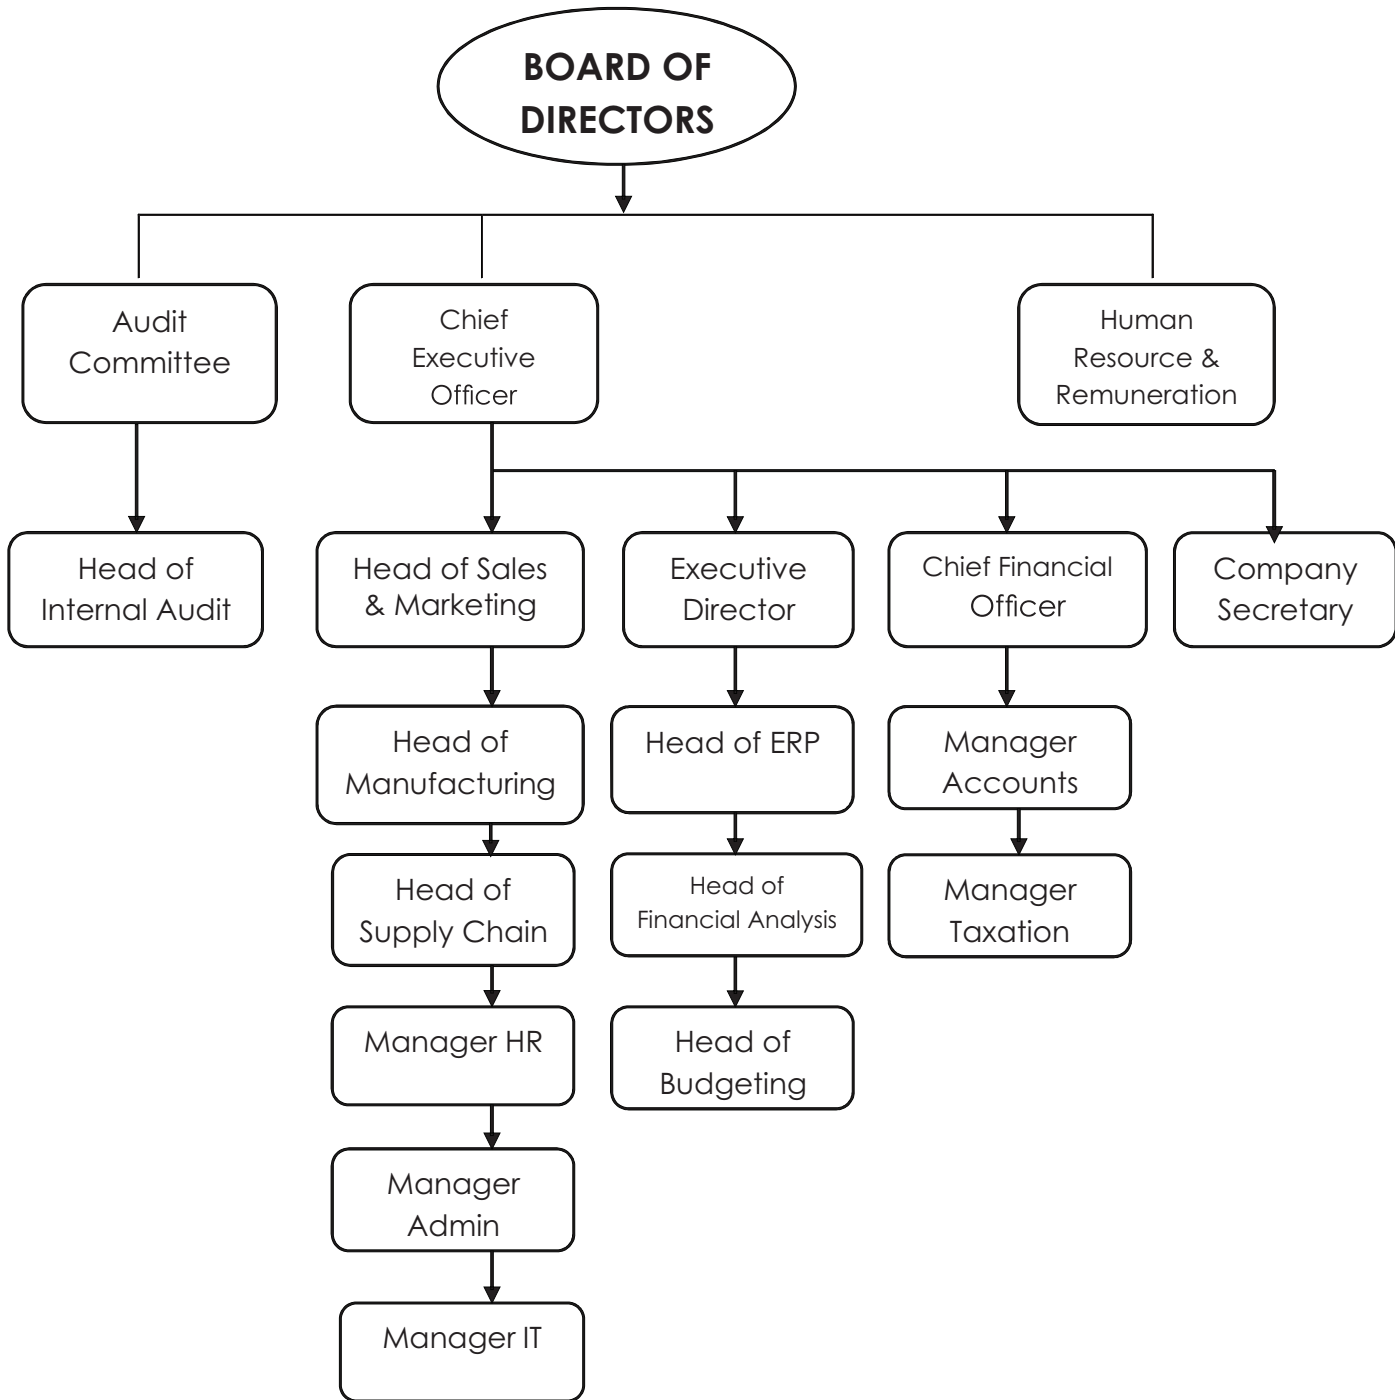 BOARD OF
DIRECTORS
Audit
Committee
Chief
Executive
Officer
Human
Resource &
Remuneration
Head of
Internal Audit
Head of Sales
& Marketing
Executive
Director
Chief Financial
Officer
Company
Secretary
Head of
Manufacturing
Head of ERP
Manager
Accounts
Head of
Supply Chain
Head of
Financial Analysis
Manager
Taxation
Manager HR
Head of
Budgeting
Manager
Admin
Manager IT